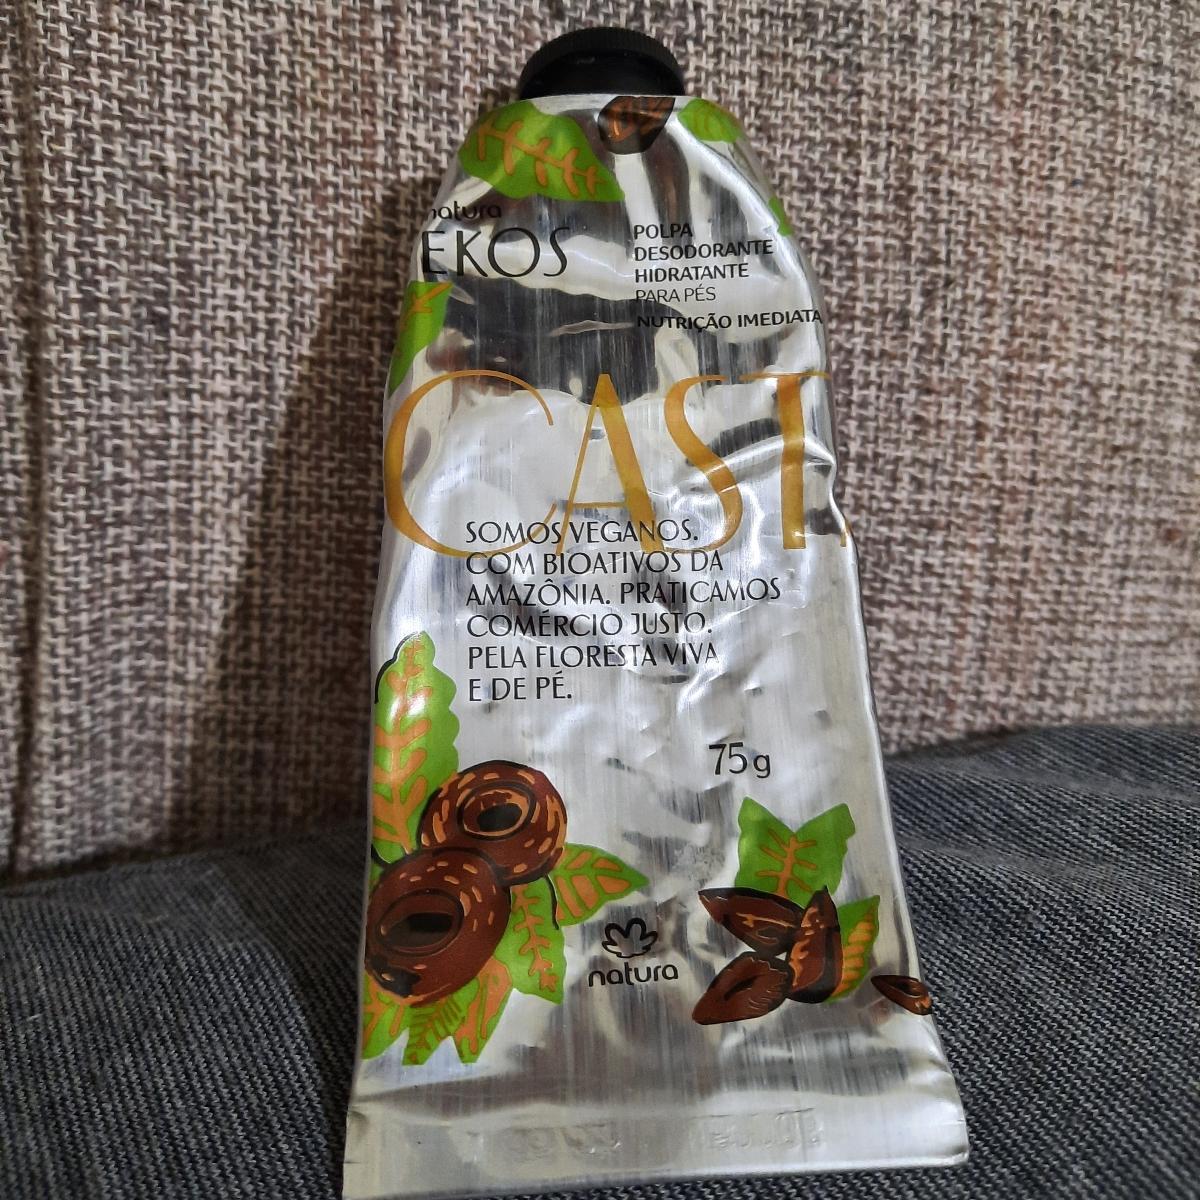 natura
EKOS
POLPA
DESODORANTE
HIDRATANTE
PARA PÉS
NUTRIÇÃO IMEDIATA
CAST
SOMOS VEGANOS.
COM BIOATIVOS DA
AMAZÔNIA. PRATICAMOS
COMÉRCIO JUSTO.
PELA FLORESTA VIVA
E DE PÉ.
75g
natura